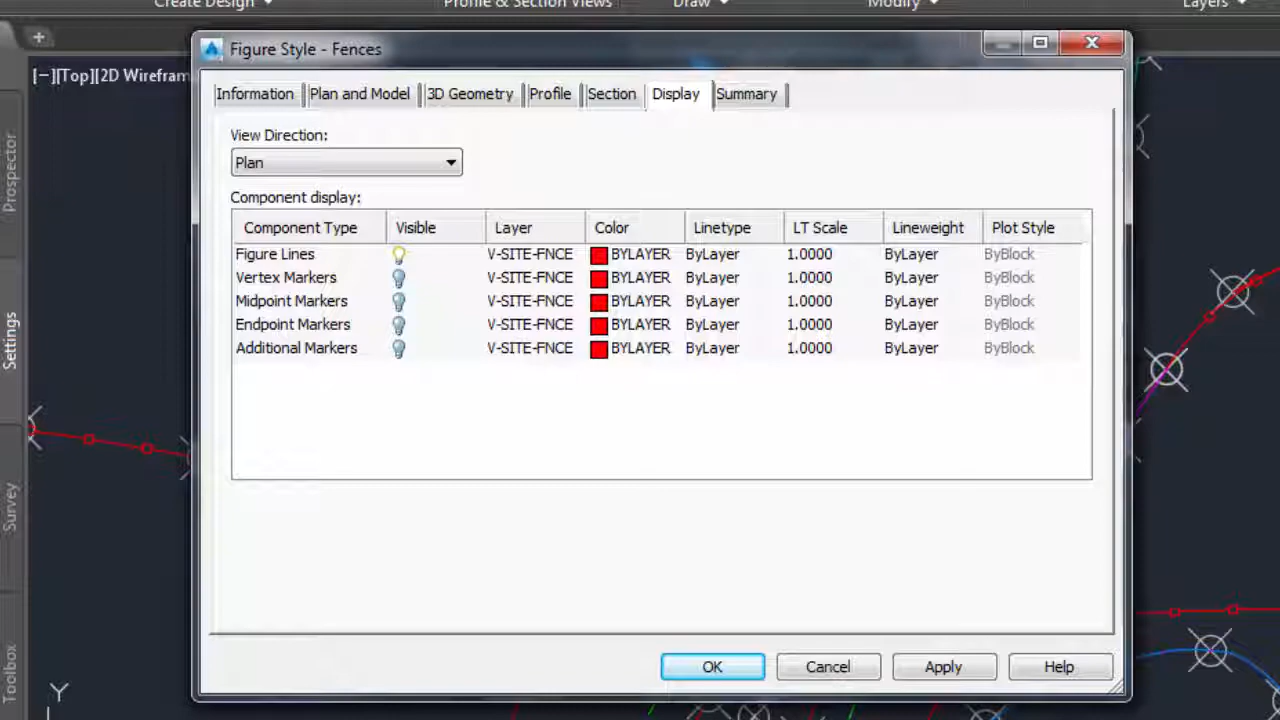 Create Design
Profile & Section Views
Draw
Modify
Layers
Figure Style - Fences
[−][Top][2D Wirefram
Information
Plan and Model
3D Geometry
Profile
Section
Display
Summary
View Direction:
Plan
Component display:
Component Type Visible Layer Color Linetype LT Scale Lineweight Plot Style
Figure Lines V-SITE-FNCE BYLAYER ByLayer 1.0000 ByLayer ByBlock
Vertex Markers V-SITE-FNCE BYLAYER ByLayer 1.0000 ByLayer ByBlock
Midpoint Markers V-SITE-FNCE BYLAYER ByLayer 1.0000 ByLayer ByBlock
Endpoint Markers V-SITE-FNCE BYLAYER ByLayer 1.0000 ByLayer ByBlock
Additional Markers V-SITE-FNCE BYLAYER ByLayer 1.0000 ByLayer ByBlock
OK
Cancel
Apply
Help
Prospector
Settings
Survey
Toolbox
Y